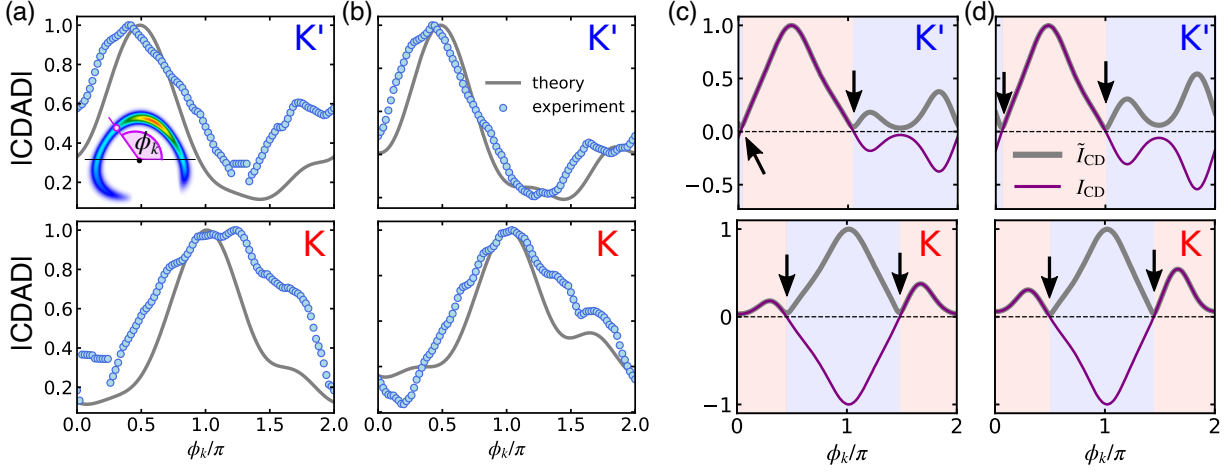 (a)
(b)
(c)
(d)
|CDAD|
1.0
0.8
0.6
0.4
0.2
K'
ϕk
K'
theory
experiment
1.0
0.5
0.0
−0.5
K'
K'
ĨCD
ICD
|CDAD|
1.0
0.8
0.6
0.4
0.2
K
K
1
0
−1
K
K
0.0 0.5 1.0 1.5 2.0
0.0 0.5 1.0 1.5 2.0
0 1 2
0 1 2
ϕk/π
ϕk/π
ϕk/π
ϕk/π